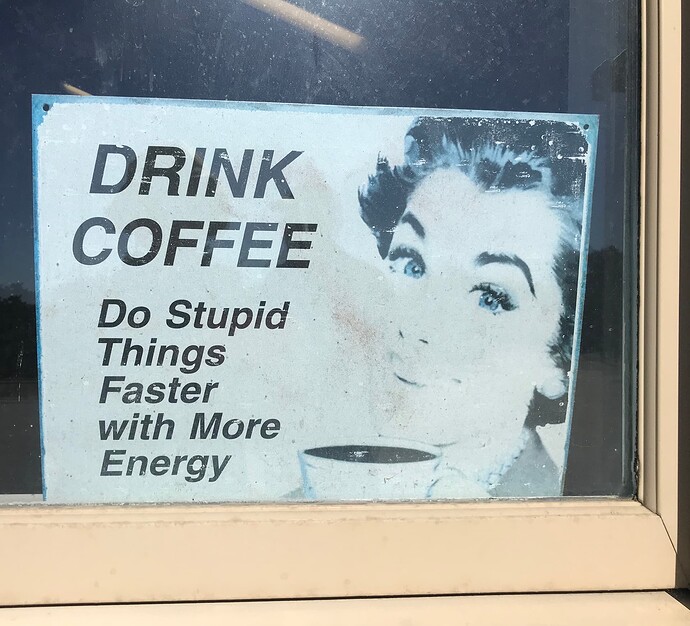 DRINK
COFFEE
Do Stupid
Things
Faster
with More
Energy